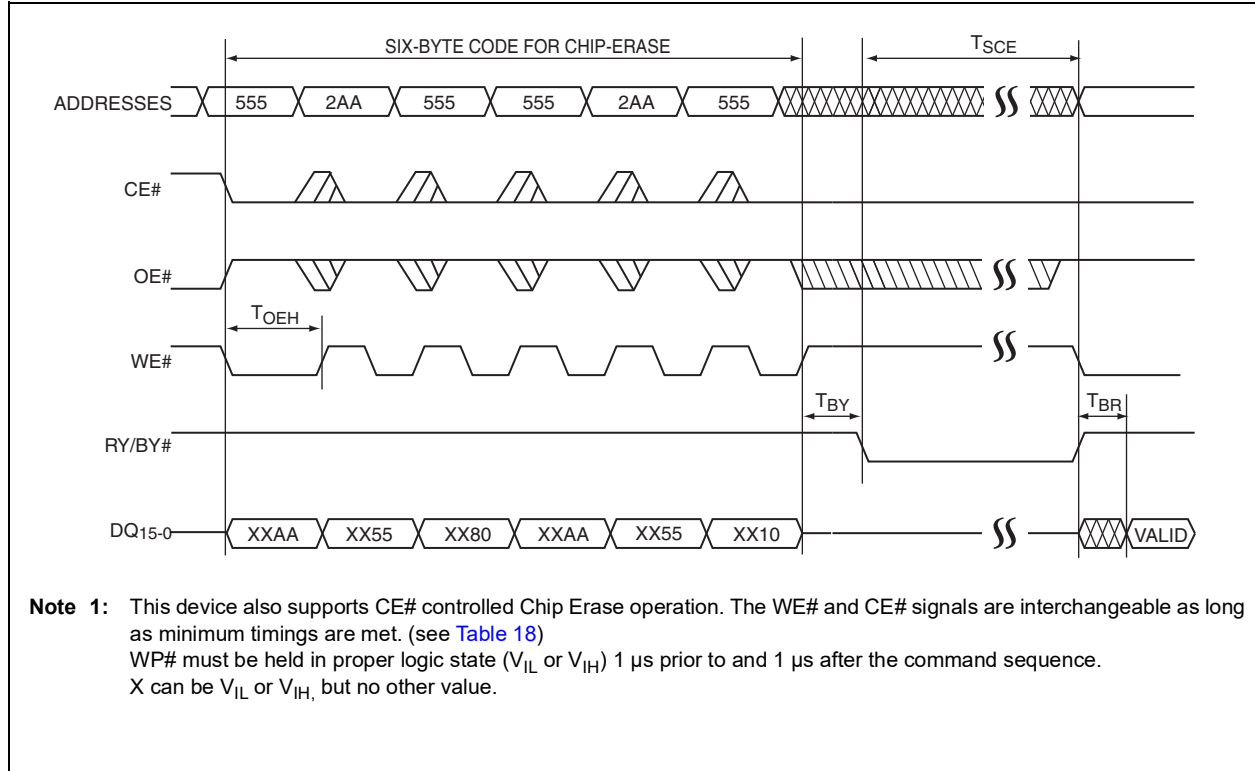 SIX-BYTE CODE FOR CHIP-ERASE
TSCE
ADDRESSES 555 2AA 555 555 2AA 555
CE#
OE#
TOEH
WE#
TBY
TBR
RY/BY#
DQ15-0 XXAA XX55 XX80 XXAA XX55 XX10 VALID
Note 1: This device also supports CE# controlled Chip Erase operation. The WE# and CE# signals are interchangeable as long
as minimum timings are met. (see Table 18)
WP# must be held in proper logic state (VIL or VIH) 1 µs prior to and 1 µs after the command sequence.
X can be VIL or VIH, but no other value.